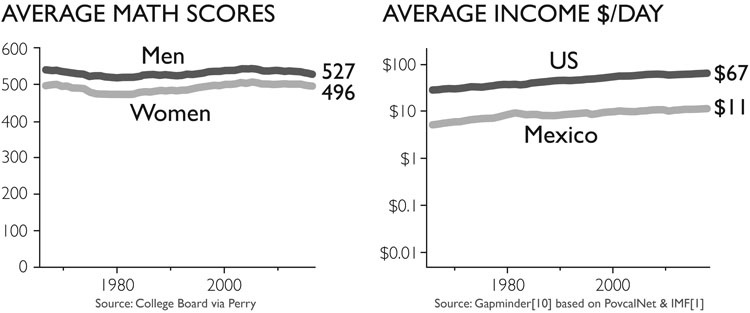 AVERAGE MATH SCORES
600
500
400
300
200
100
0
Men
Women
527
496
1980
2000
Source: College Board via Perry
AVERAGE INCOME $/DAY
$100
$10
$1
$0.1
$0.01
US
Mexico
$67
$11
1980
2000
Source: Gapminder[10] based on PovcalNet & IMF[1]